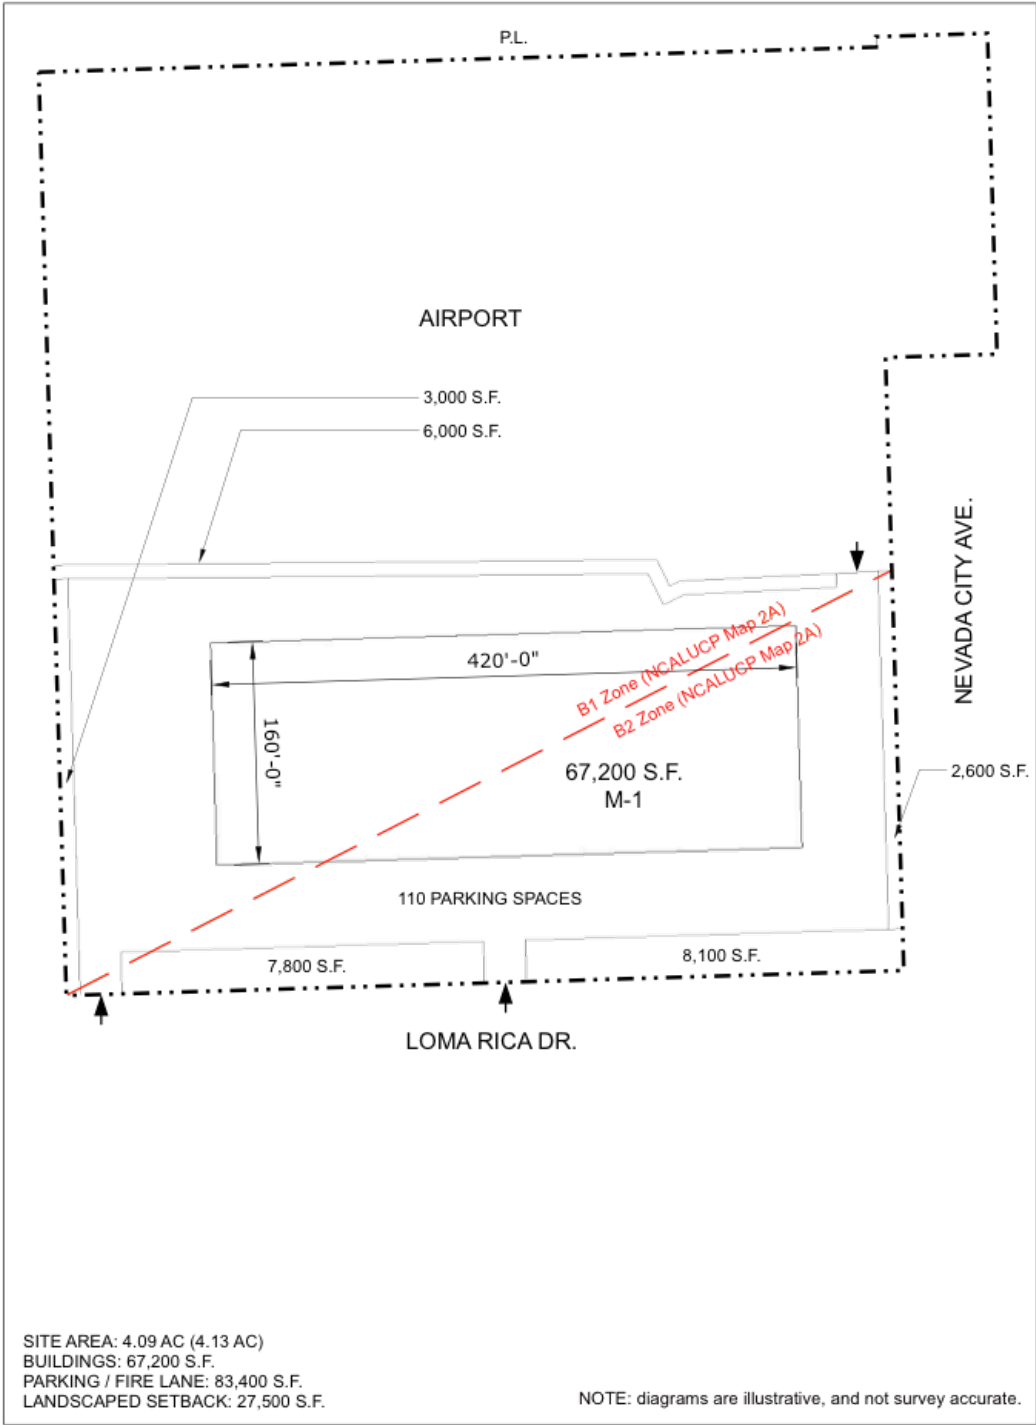 P.L.
AIRPORT
3,000 S.F.
6,000 S.F.
NEVADA CITY AVE.
B1 Zone (NCALUCP Map 2A)
B2 Zone (NCALUCP Map 2A)
420'-0"
160'-0"
67,200 S.F.
M-1
2,600 S.F.
110 PARKING SPACES
7,800 S.F.
8,100 S.F.
LOMA RICA DR.
SITE AREA: 4.09 AC (4.13 AC)
BUILDINGS: 67,200 S.F.
PARKING / FIRE LANE: 83,400 S.F.
LANDSCAPED SETBACK: 27,500 S.F.
NOTE: diagrams are illustrative, and not survey accurate.